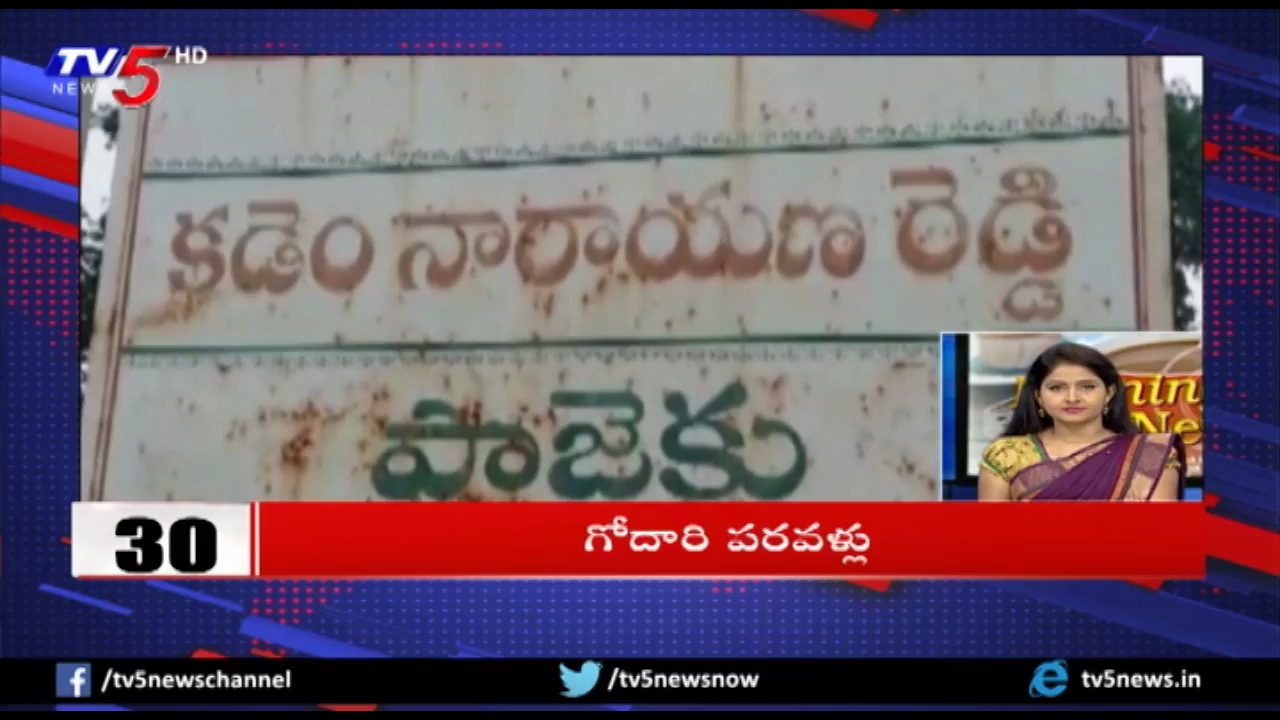 TV5 HD
NEWS
కడెం నారాయణ రెడ్డి
పాజెకు
30
గోదారి పరవళ్లు
/tv5newschannel
/tv5newsnow
tv5news.in